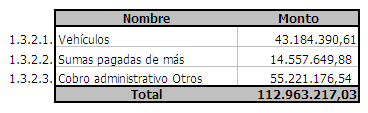 Nombre Monto
1.3.2.1. Vehículos 43.184.390,61
1.3.2.2. Sumas pagadas de más 14.557.649,88
1.3.2.3. Cobro administrativo Otros 55.221.176,54
Total 112.963.217,03